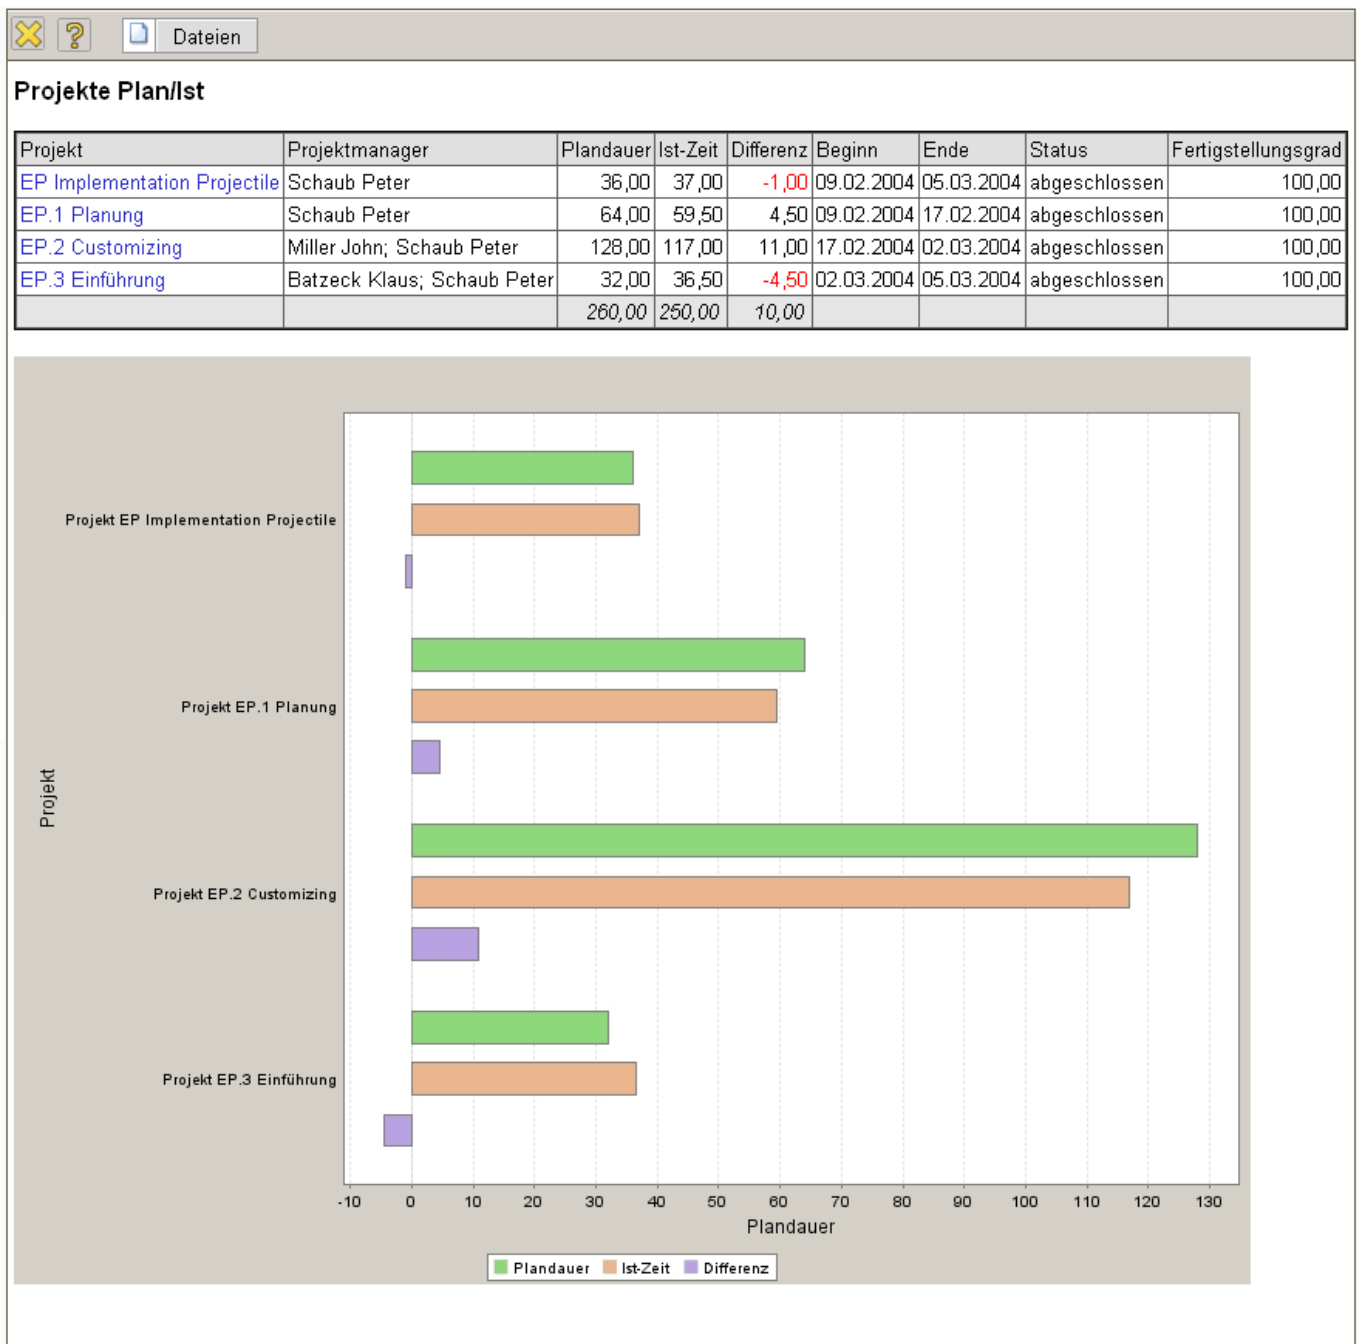 Dateien
Projekte Plan/Ist
Projekt Projektmanager Plandauer Ist-Zeit Differenz Beginn Ende Status Fertigstellungsgrad
EP Implementation Projectile Schaub Peter 36,00 37,00 -1,00 09.02.2004 05.03.2004 abgeschlossen 100,00
EP.1 Planung Schaub Peter 64,00 59,50 4,50 09.02.2004 17.02.2004 abgeschlossen 100,00
EP.2 Customizing Miller John; Schaub Peter 128,00 117,00 11,00 17.02.2004 02.03.2004 abgeschlossen 100,00
EP.3 Einführung Batzeck Klaus; Schaub Peter 32,00 36,50 -4,50 02.03.2004 05.03.2004 abgeschlossen 100,00
260,00 250,00 10,00
Projekt EP Implementation Projectile
Projekt EP.1 Planung
Projekt
Projekt EP.2 Customizing
Projekt EP.3 Einführung
-10 0 10 20 30 40 50 60 70 80 90 100 110 120 130
Plandauer
Plandauer Ist-Zeit Differenz